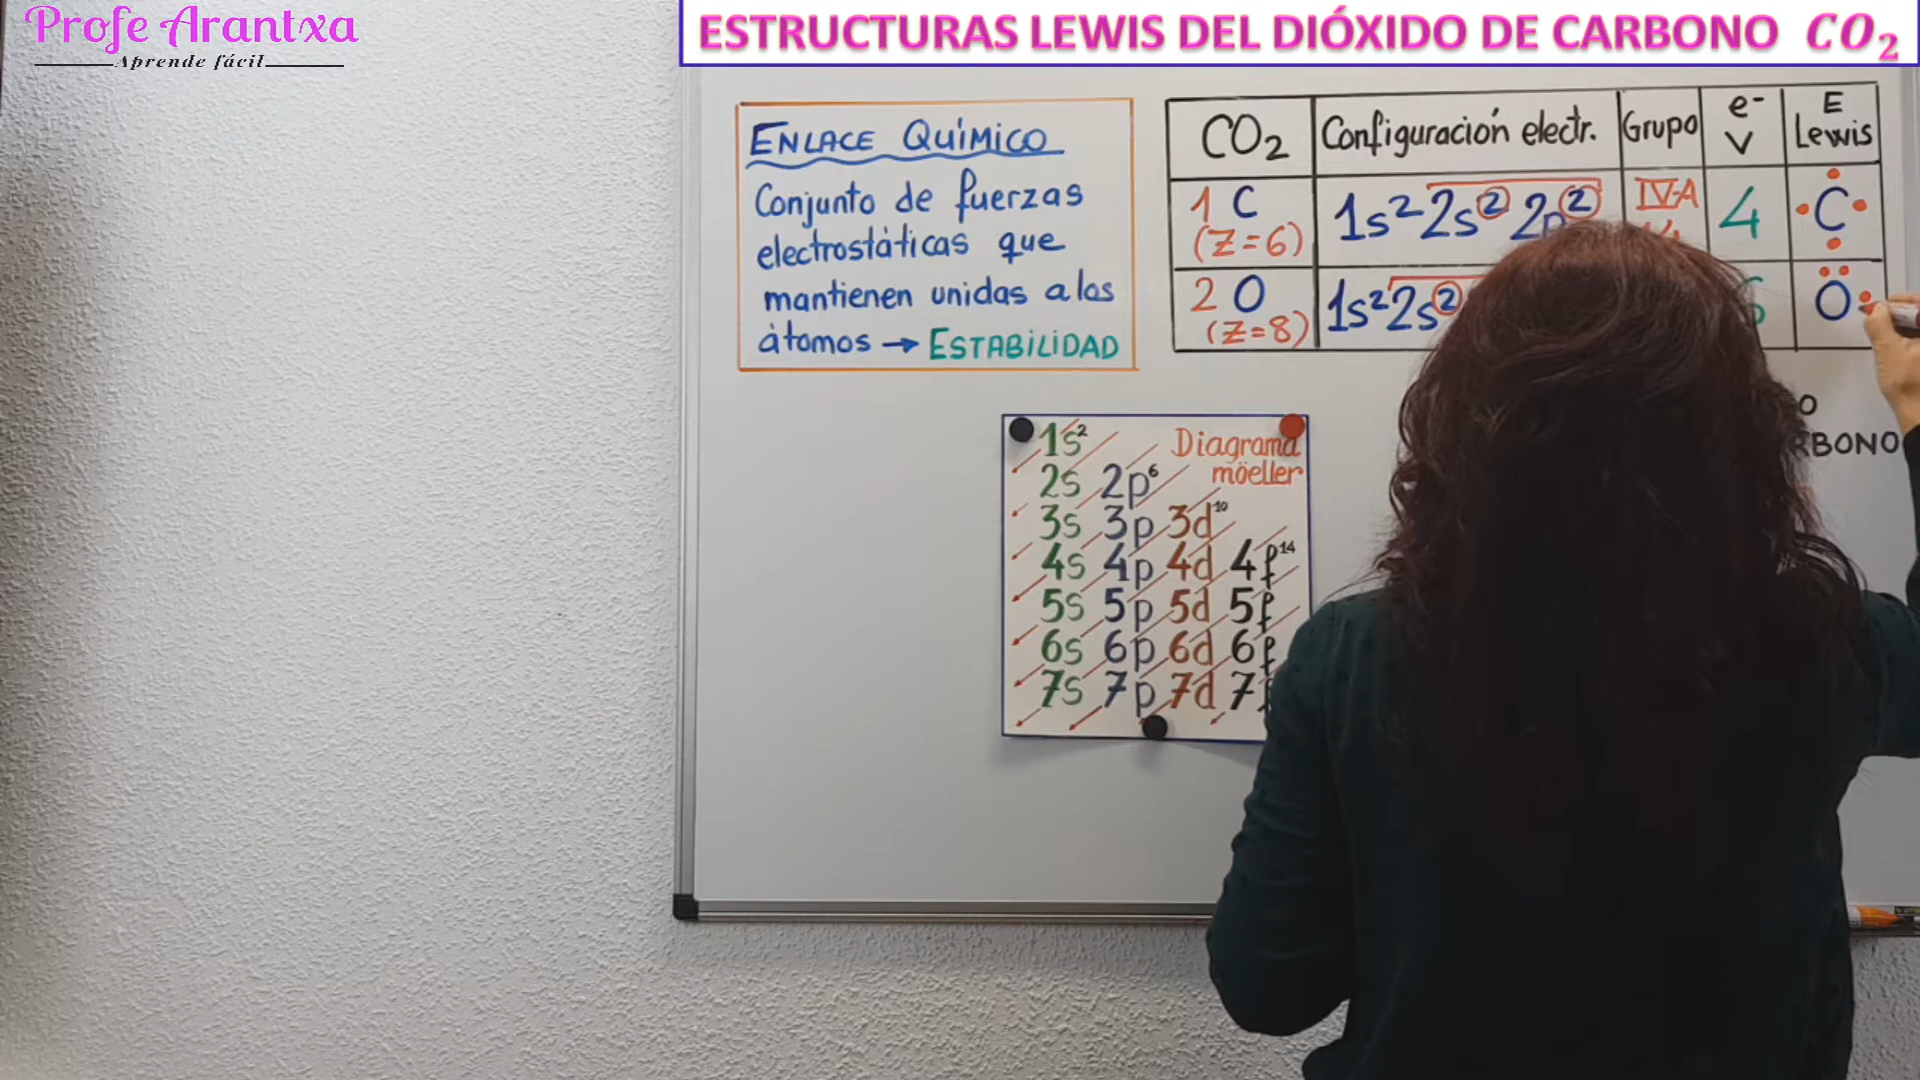 Profe Arantxa
Aprende fácil
ESTRUCTURAS LEWIS DEL DIÓXIDO DE CARBONO CO₂
ENLACE QUÍMICO
Conjunto de fuerzas
electrostáticas que
mantienen unidas a los
átomos → ESTABILIDAD
CO₂ Configuración electr. Grupo e⁻ V E Lewis
1 C 1s² 2s² 2p² IV-A 4 C
(Z=6)
2 O 1s² 2s² 6 O
(Z=8)
RBONO
Diagrama
möeller
1s²
2s 2p⁶
3s 3p 3d¹⁰
4s 4p 4d 4f¹⁴
5s 5p 5d 5f
6s 6p 6d 6f
7s 7p 7d 7f